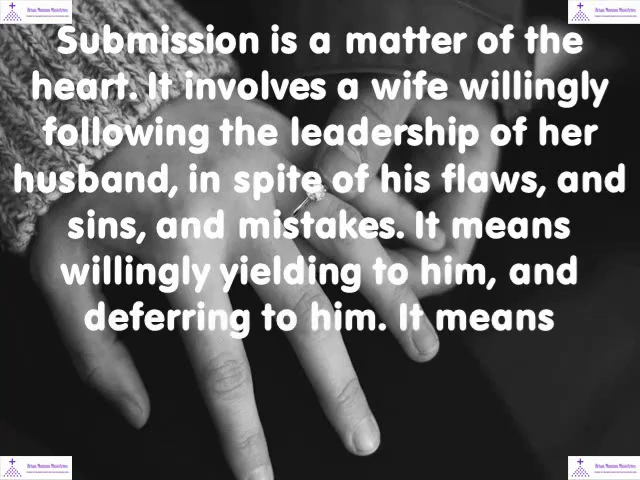 Submission is a matter of the
heart. It involves a wife willingly
following the leadership of her
husband, in spite of his flaws, and
sins, and mistakes. It means
willingly yielding to him, and
deferring to him. It means